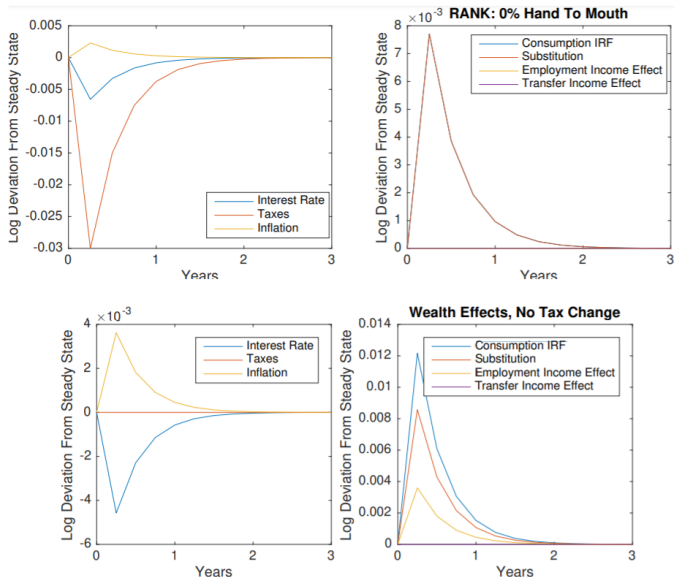 RANK: 0% Hand To Mouth
×10⁻³
Log Deviation From Steady State
0.005
0
-0.005
-0.01
-0.015
-0.02
-0.025
-0.03
0
1
2
3
Years
Interest Rate
Taxes
Inflation
Log Deviation From Steady State
8
7
6
5
4
3
2
1
0
0
1
2
3
Years
Consumption IRF
Substitution
Employment Income Effect
Transfer Income Effect
×10⁻³
Log Deviation From Steady State
4
2
0
-2
-4
-6
0
1
2
3
Years
Interest Rate
Taxes
Inflation
Wealth Effects, No Tax Change
Log Deviation From Steady State
0.014
0.012
0.01
0.008
0.006
0.004
0.002
0
0
1
2
3
Years
Consumption IRF
Substitution
Employment Income Effect
Transfer Income Effect